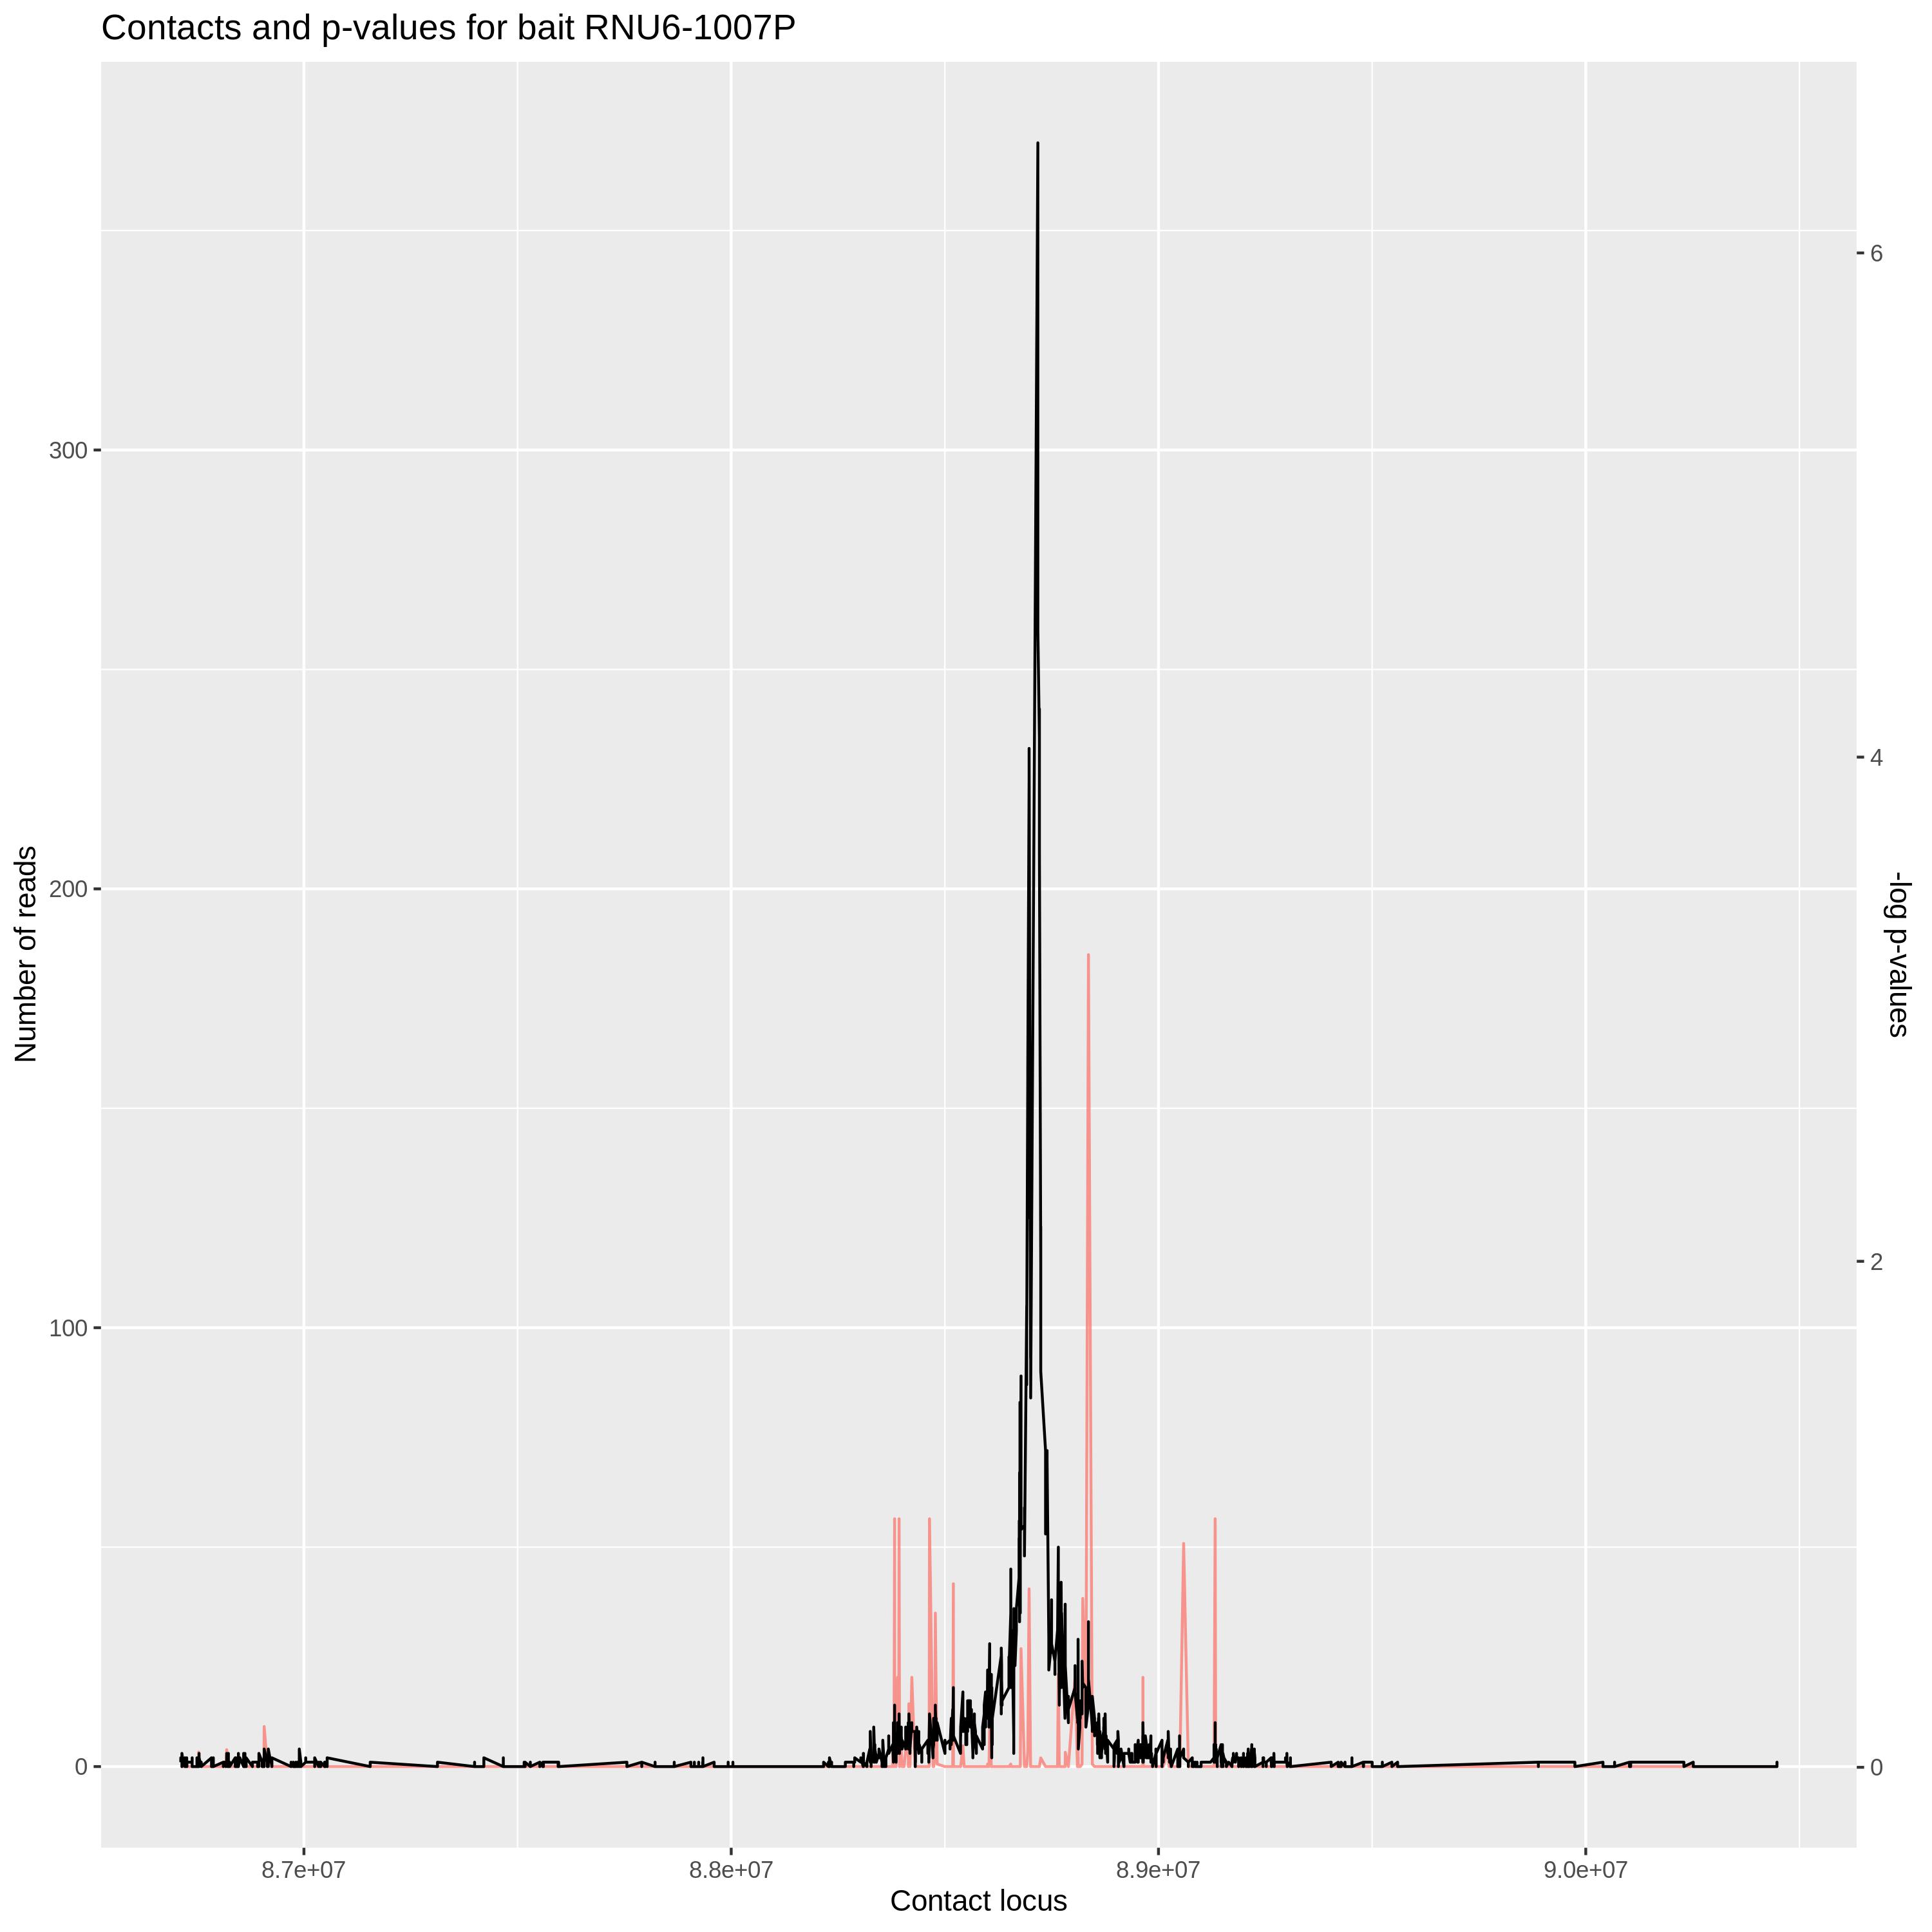 Contacts and p-values for bait RNU6-1007P
Number of reads
300
200
100
0
6
4
2
0
-log p-values
8.7e+07
8.8e+07
8.9e+07
9.0e+07
Contact locus